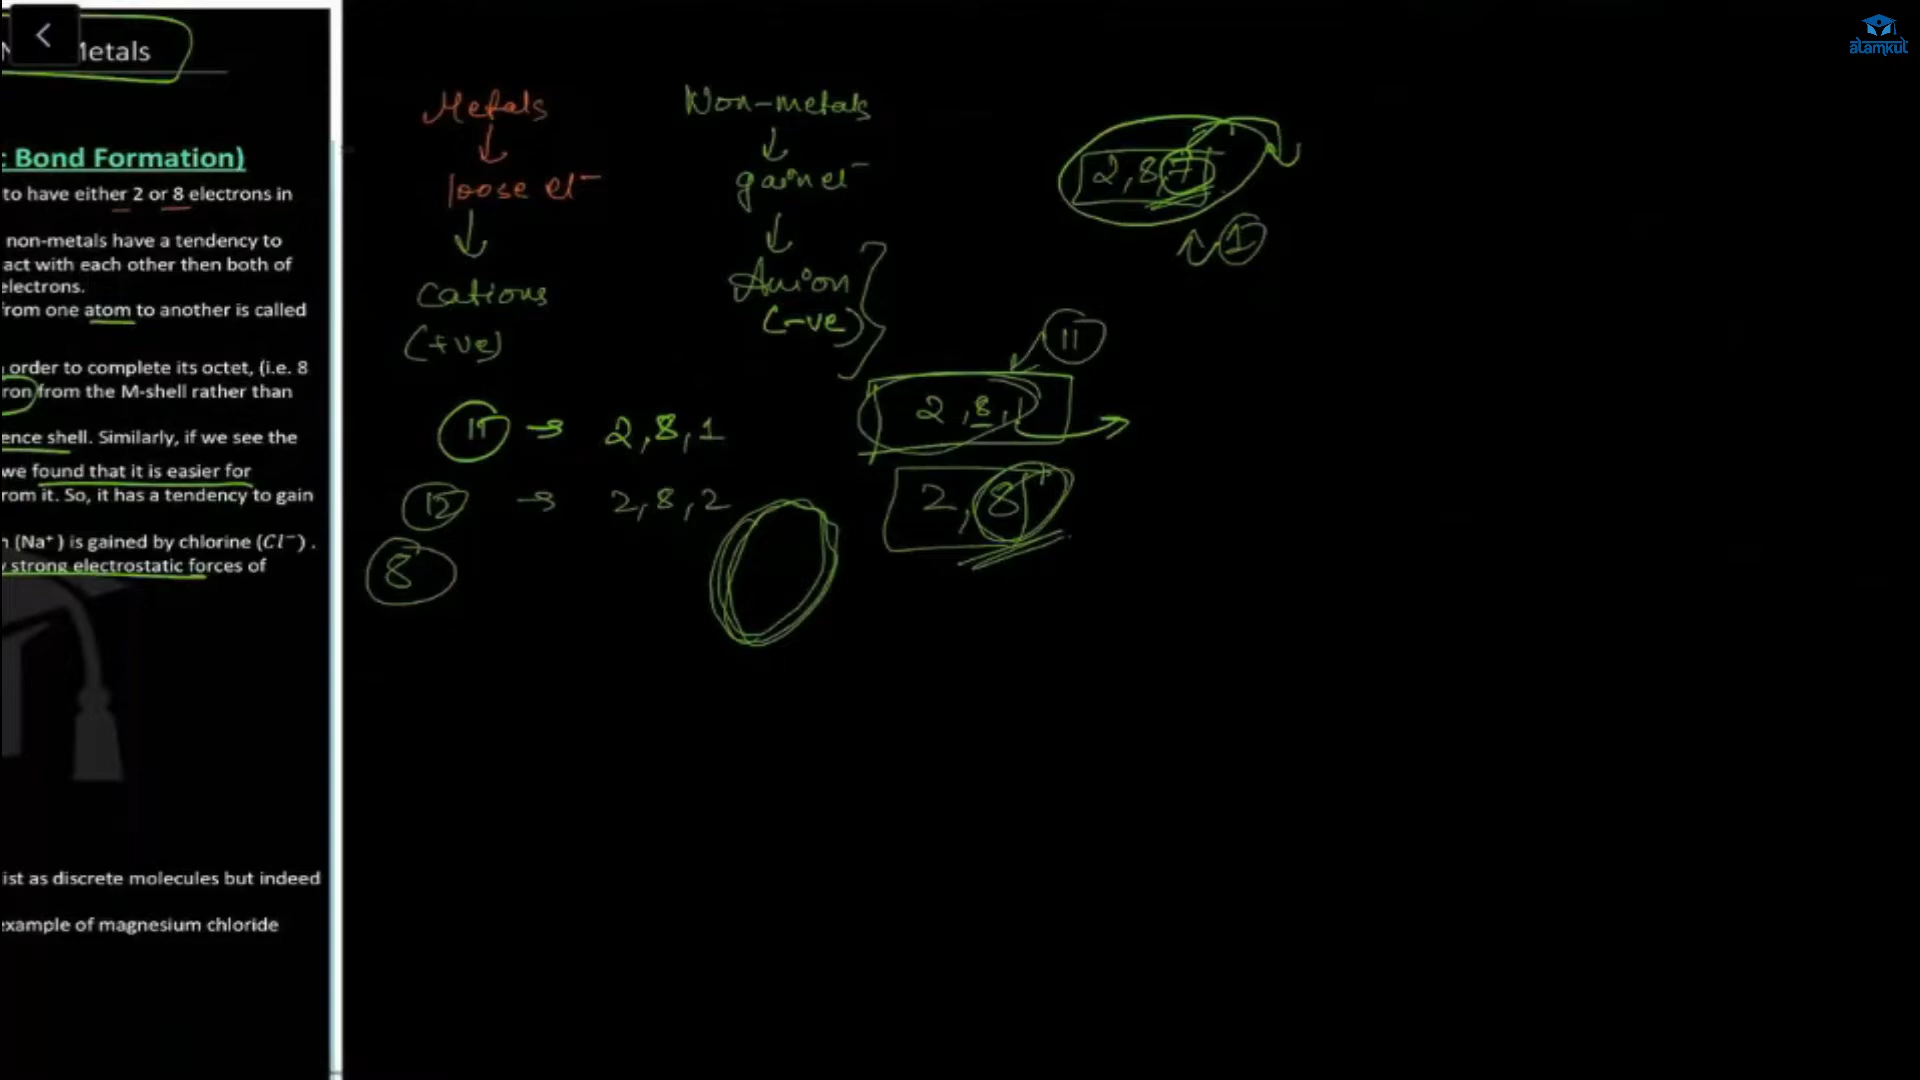 Metals
c Bond Formation)
to have either 2 or 8 electrons in
non-metals have a tendency to
act with each other then both of
electrons.
from one atom to another is called
order to complete its octet, (i.e. 8
ron from the M-shell rather than
ence shell. Similarly, if we see the
we found that it is easier for
rom it. So, it has a tendency to gain
(Na⁺) is gained by chlorine (Cl⁻) .
strong electrostatic forces of
ist as discrete molecules but indeed
example of magnesium chloride
Metals
loose el⁻
Cations
(+ve)
Non-metals
gain el⁻
Anion
(-ve)
11 → 2,8,1
12 → 2,8,2
8
2,8,7
1
11
2,8,1
2,8
alamkut